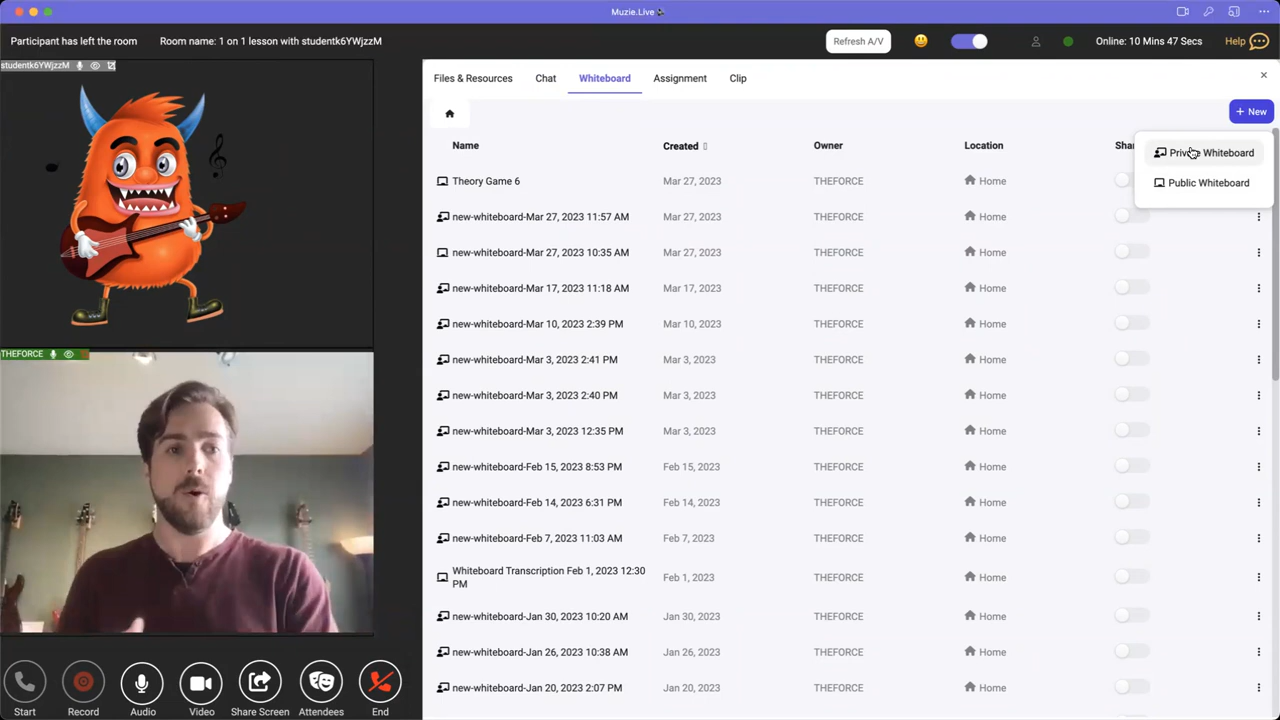 Muzie.Live
Participant has left the room
Room name: 1 on 1 lesson with studentk6YWjzzM
Refresh A/V
Online: 10 Mins 47 Secs
Help
studentk6YWjzzM
THEFORCE
Start
Record
Audio
Video
Share Screen
Attendees
End
Files & Resources
Chat
Whiteboard
Assignment
Clip
+ New
Private Whiteboard
Public Whiteboard
Name Created Owner Location Shar
Theory Game 6 Mar 27, 2023 THEFORCE Home
new-whiteboard-Mar 27, 2023 11:57 AM Mar 27, 2023 THEFORCE Home
new-whiteboard-Mar 27, 2023 10:35 AM Mar 27, 2023 THEFORCE Home
new-whiteboard-Mar 17, 2023 11:18 AM Mar 17, 2023 THEFORCE Home
new-whiteboard-Mar 10, 2023 2:39 PM Mar 10, 2023 THEFORCE Home
new-whiteboard-Mar 3, 2023 2:41 PM Mar 3, 2023 THEFORCE Home
new-whiteboard-Mar 3, 2023 2:40 PM Mar 3, 2023 THEFORCE Home
new-whiteboard-Mar 3, 2023 12:35 PM Mar 3, 2023 THEFORCE Home
new-whiteboard-Feb 15, 2023 8:53 PM Feb 15, 2023 THEFORCE Home
new-whiteboard-Feb 14, 2023 6:31 PM Feb 14, 2023 THEFORCE Home
new-whiteboard-Feb 7, 2023 11:03 AM Feb 7, 2023 THEFORCE Home
Whiteboard Transcription Feb 1, 2023 12:30
PM Feb 1, 2023 THEFORCE Home
new-whiteboard-Jan 30, 2023 10:20 AM Jan 30, 2023 THEFORCE Home
new-whiteboard-Jan 26, 2023 10:38 AM Jan 26, 2023 THEFORCE Home
new-whiteboard-Jan 20, 2023 2:07 PM Jan 20, 2023 THEFORCE Home